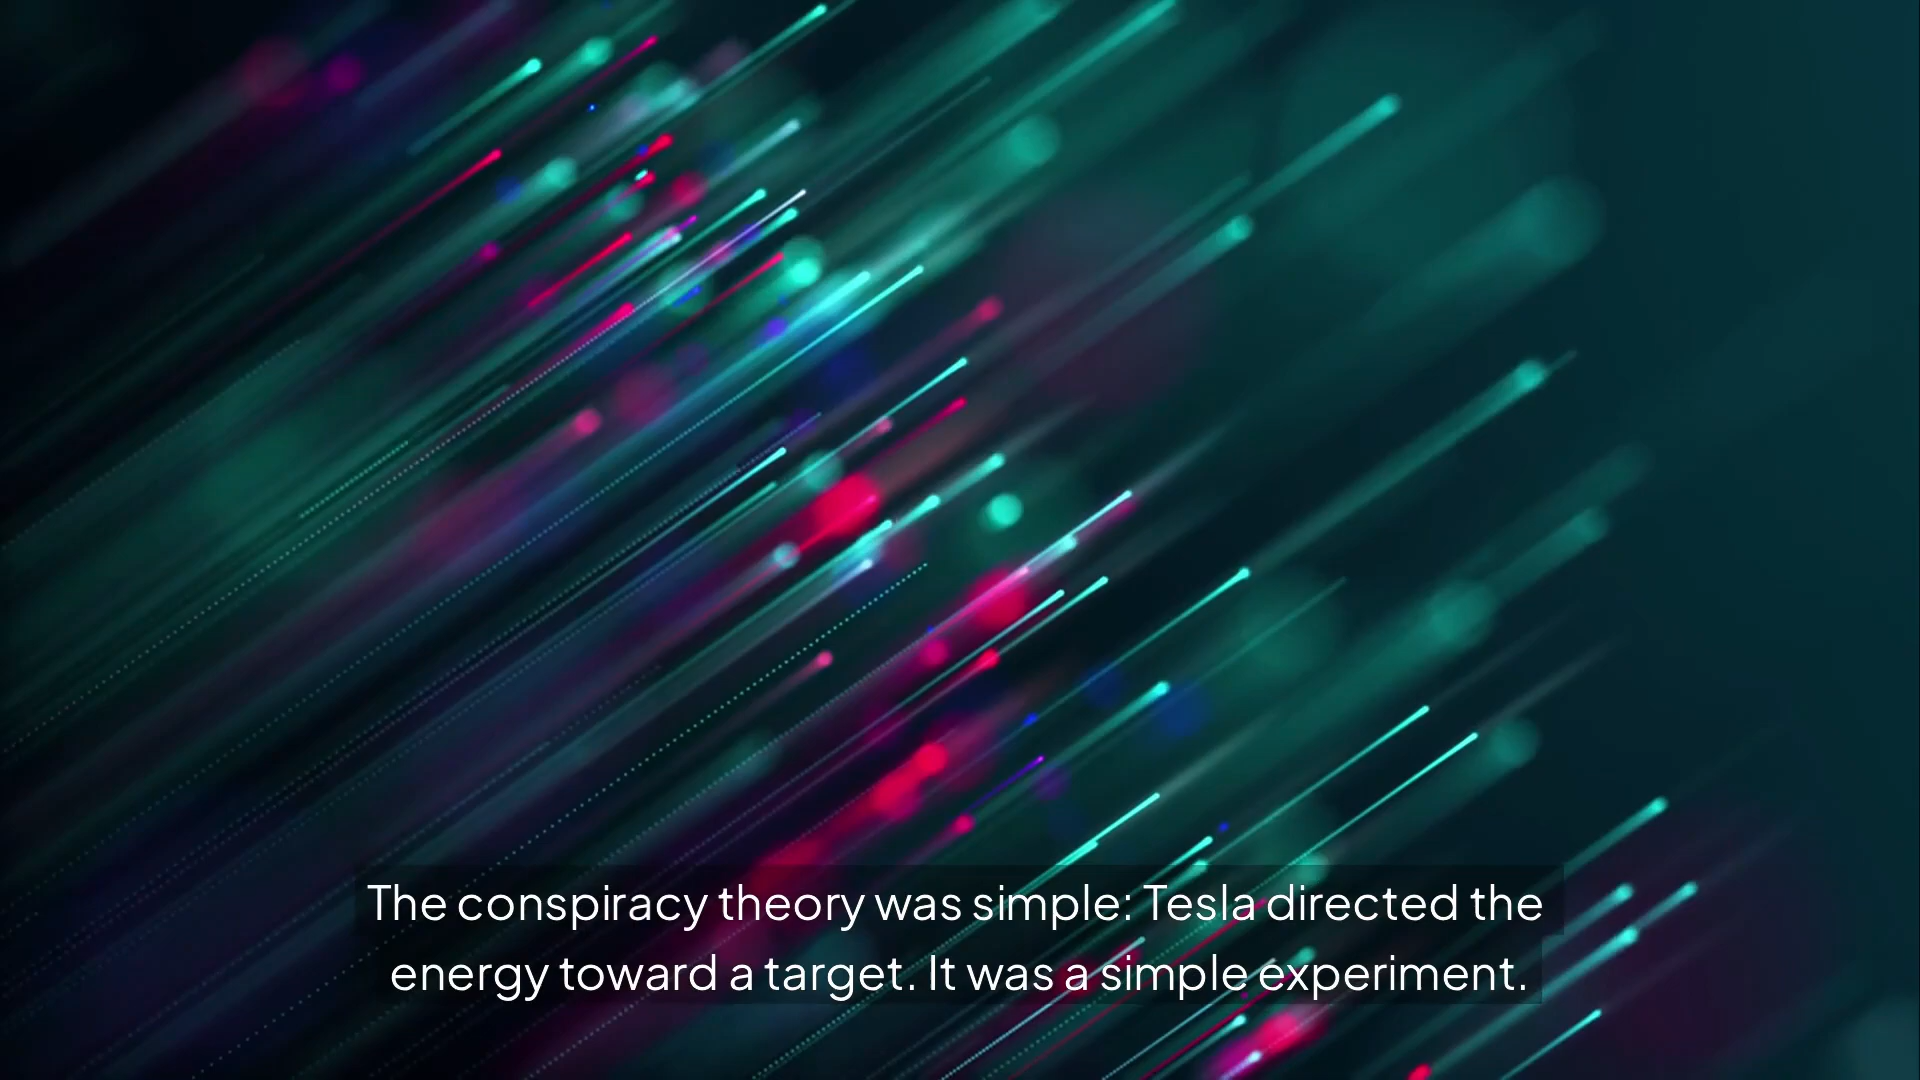 The conspiracy theory was simple: Tesla directed the
energy toward a target. It was a simple experiment.